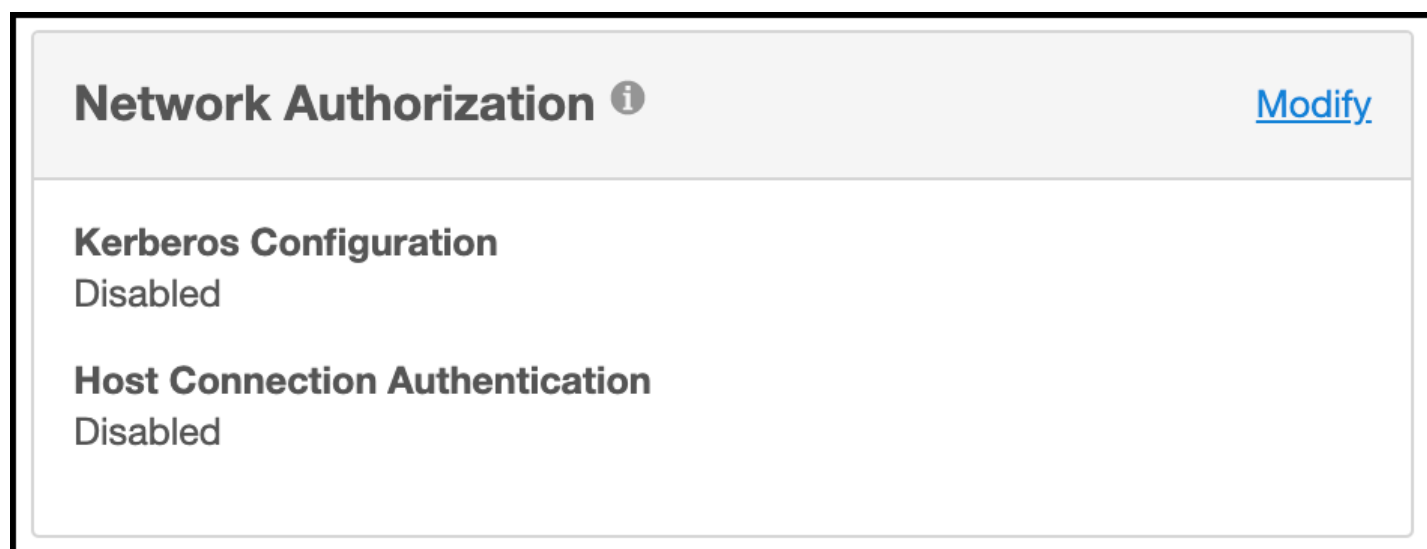 Network Authorization
Modify
Kerberos Configuration
Disabled
Host Connection Authentication
Disabled